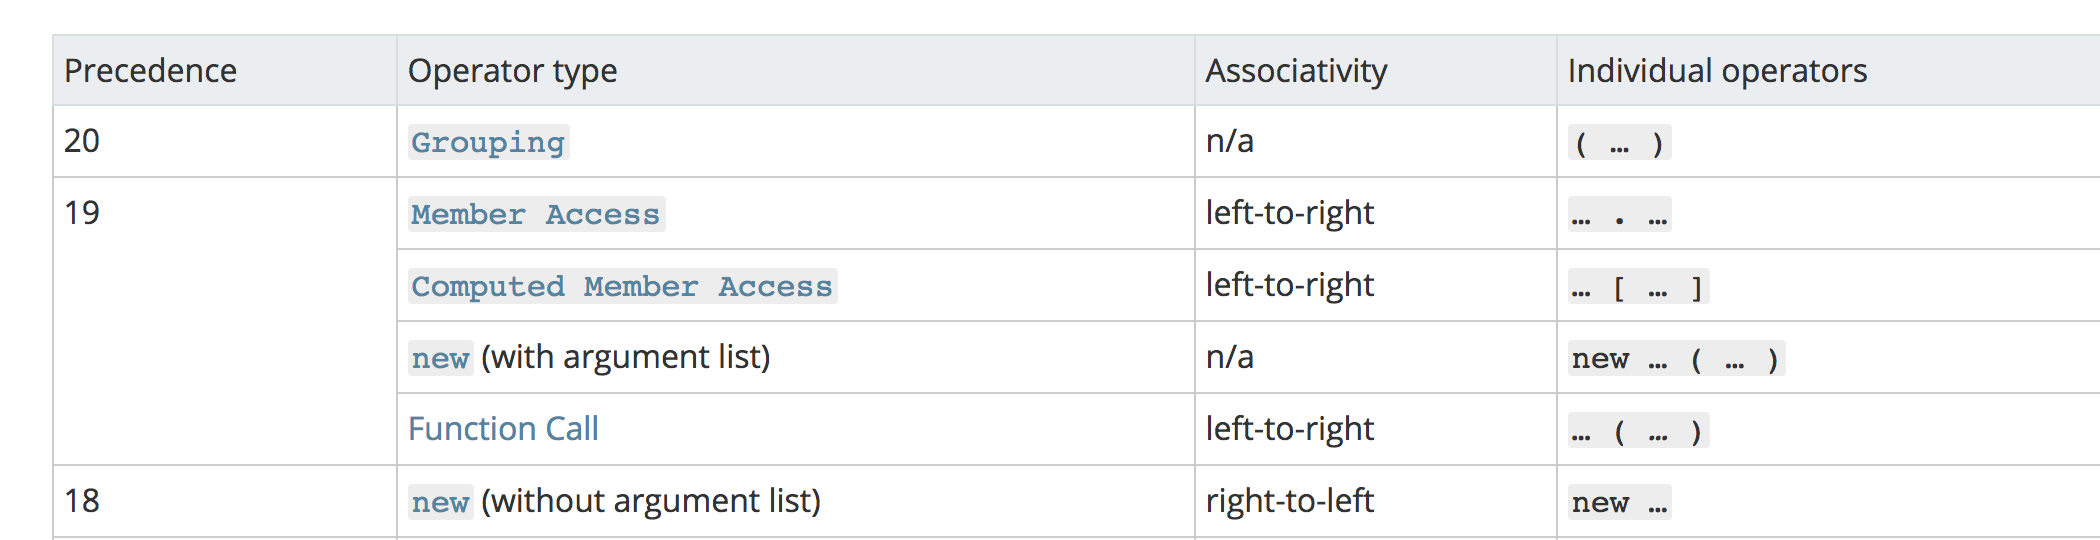 Precedence Operator type Associativity Individual operators
20 Grouping n/a ( … )
19 Member Access left-to-right … . …
Computed Member Access left-to-right … [ … ]
new (with argument list) n/a new … ( … )
Function Call left-to-right … ( … )
18 new (without argument list) right-to-left new …